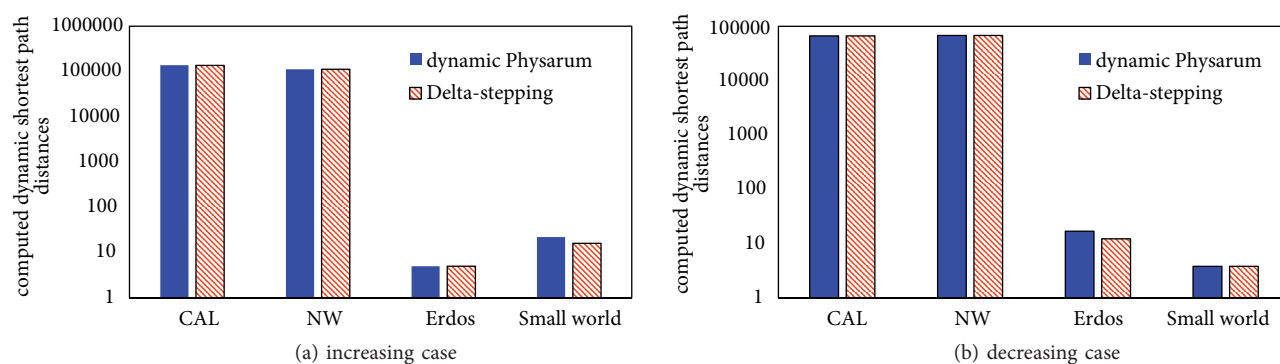 computed dynamic shortest path
distances
1000000
100000
10000
1000
100
10
1
dynamic Physarum
Delta-stepping
CAL NW Erdos Small world
(a) increasing case
computed dynamic shortest path
distances
100000
10000
1000
100
10
1
dynamic Physarum
Delta-stepping
CAL NW Erdos Small world
(b) decreasing case